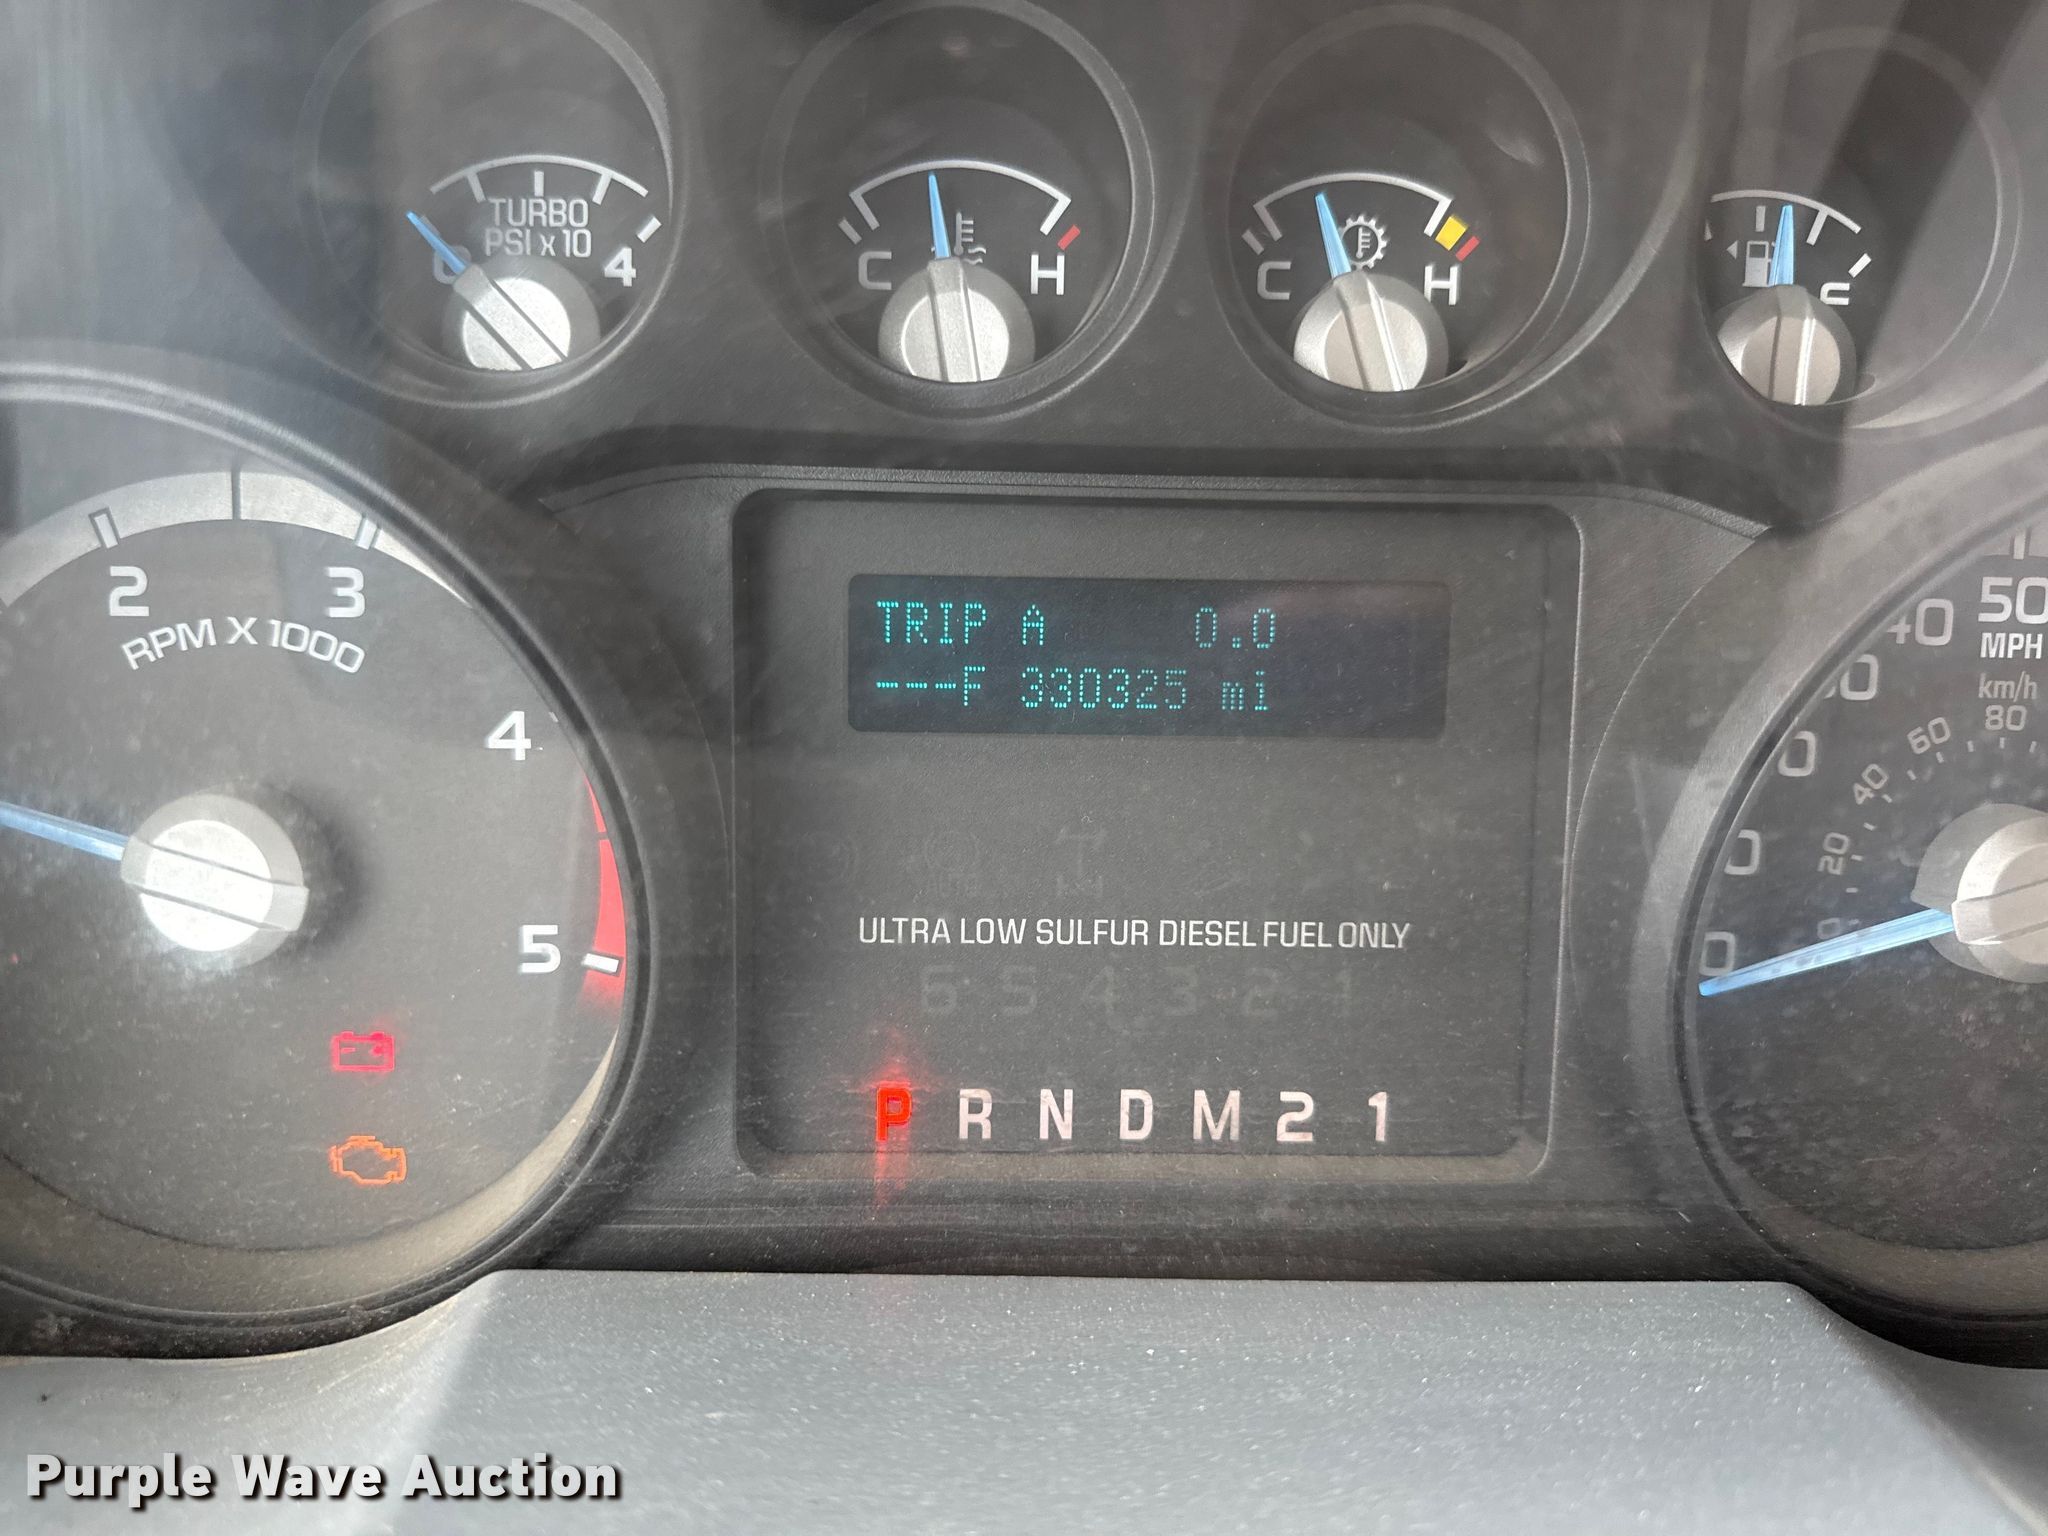 TURBO
PSI x 10
0 4
C H
C H
2 3
RPM X 1000
4
5
TRIP A 0.0
---F 330325 mi
40 50
MPH
km/h
80
60
40
20
ULTRA LOW SULFUR DIESEL FUEL ONLY
6 5 4 3 2 1
P R N D M 2 1
Purple Wave Auction